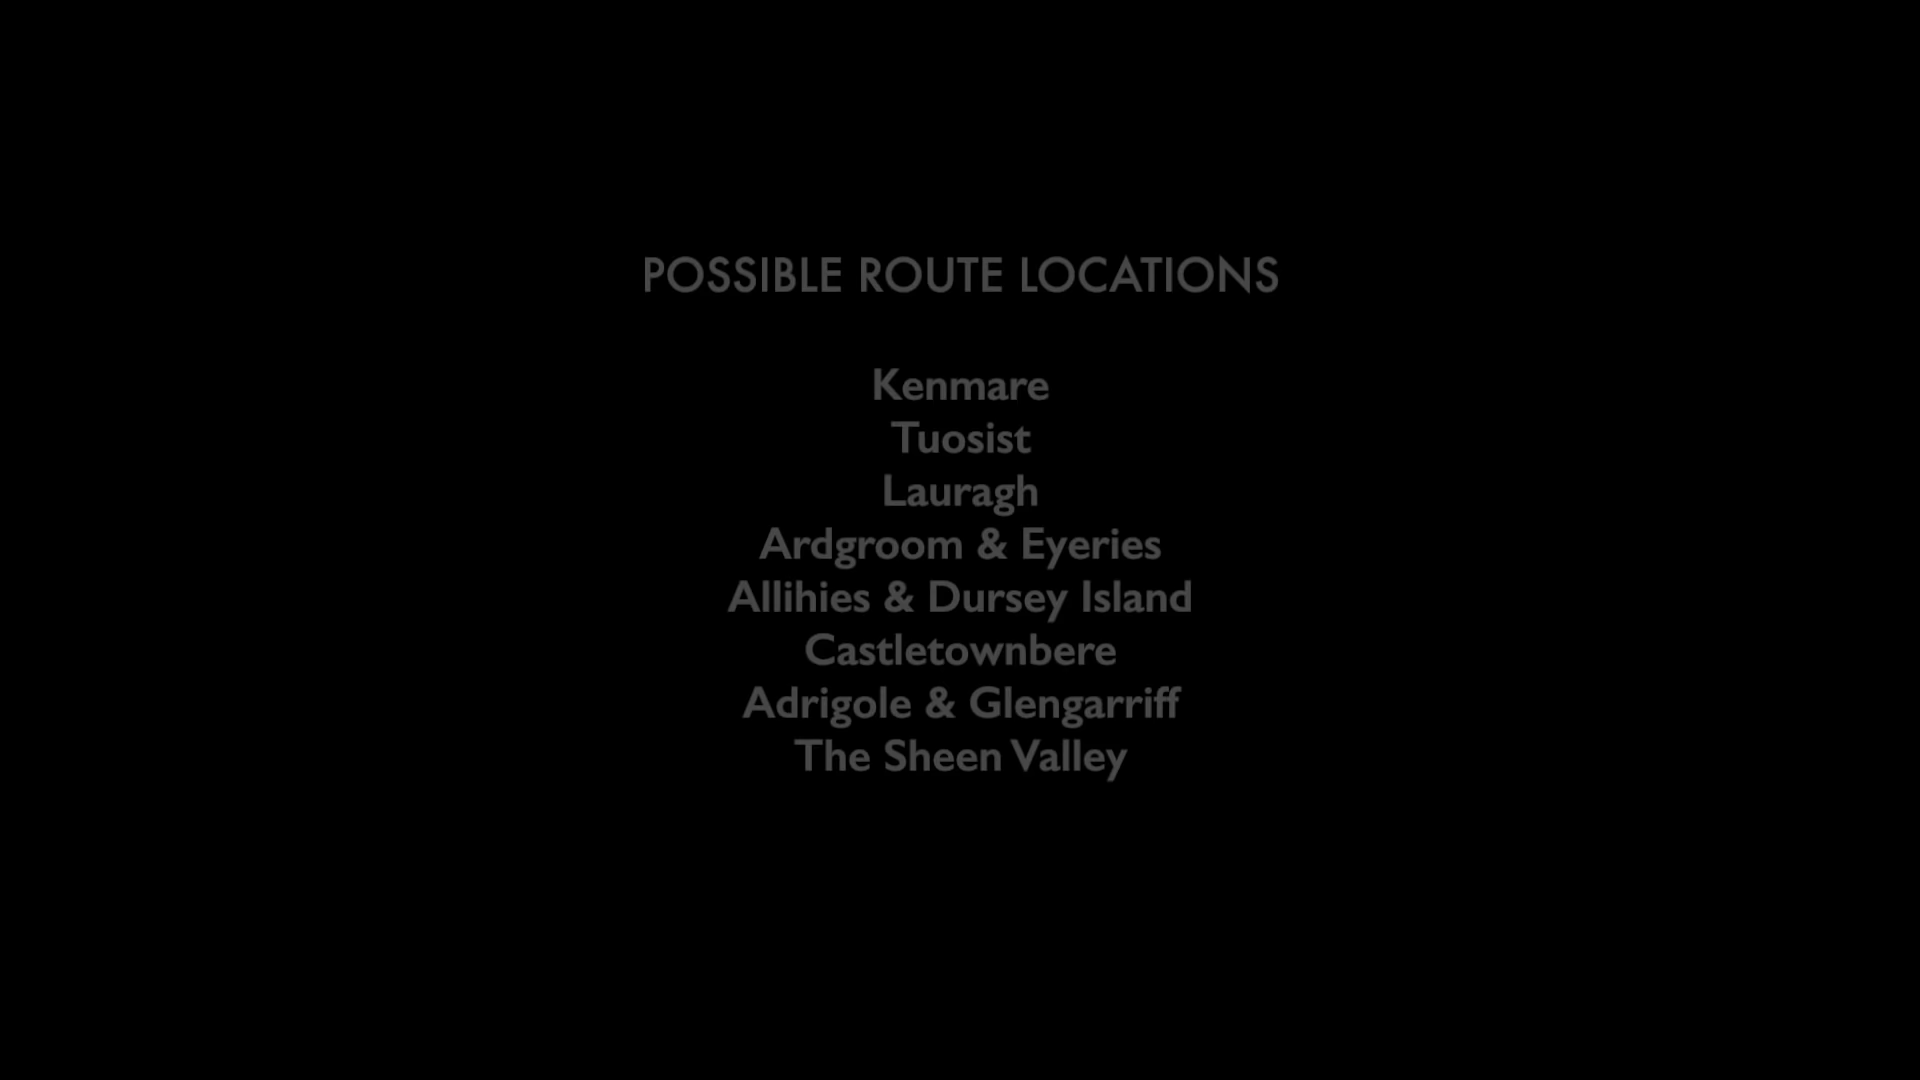 POSSIBLE ROUTE LOCATIONS
Kenmare
Tuosist
Lauragh
Ardgroom & Eyeries
Allihies & Dursey Island
Castletownbere
Adrigole & Glengarriff
The Sheen Valley